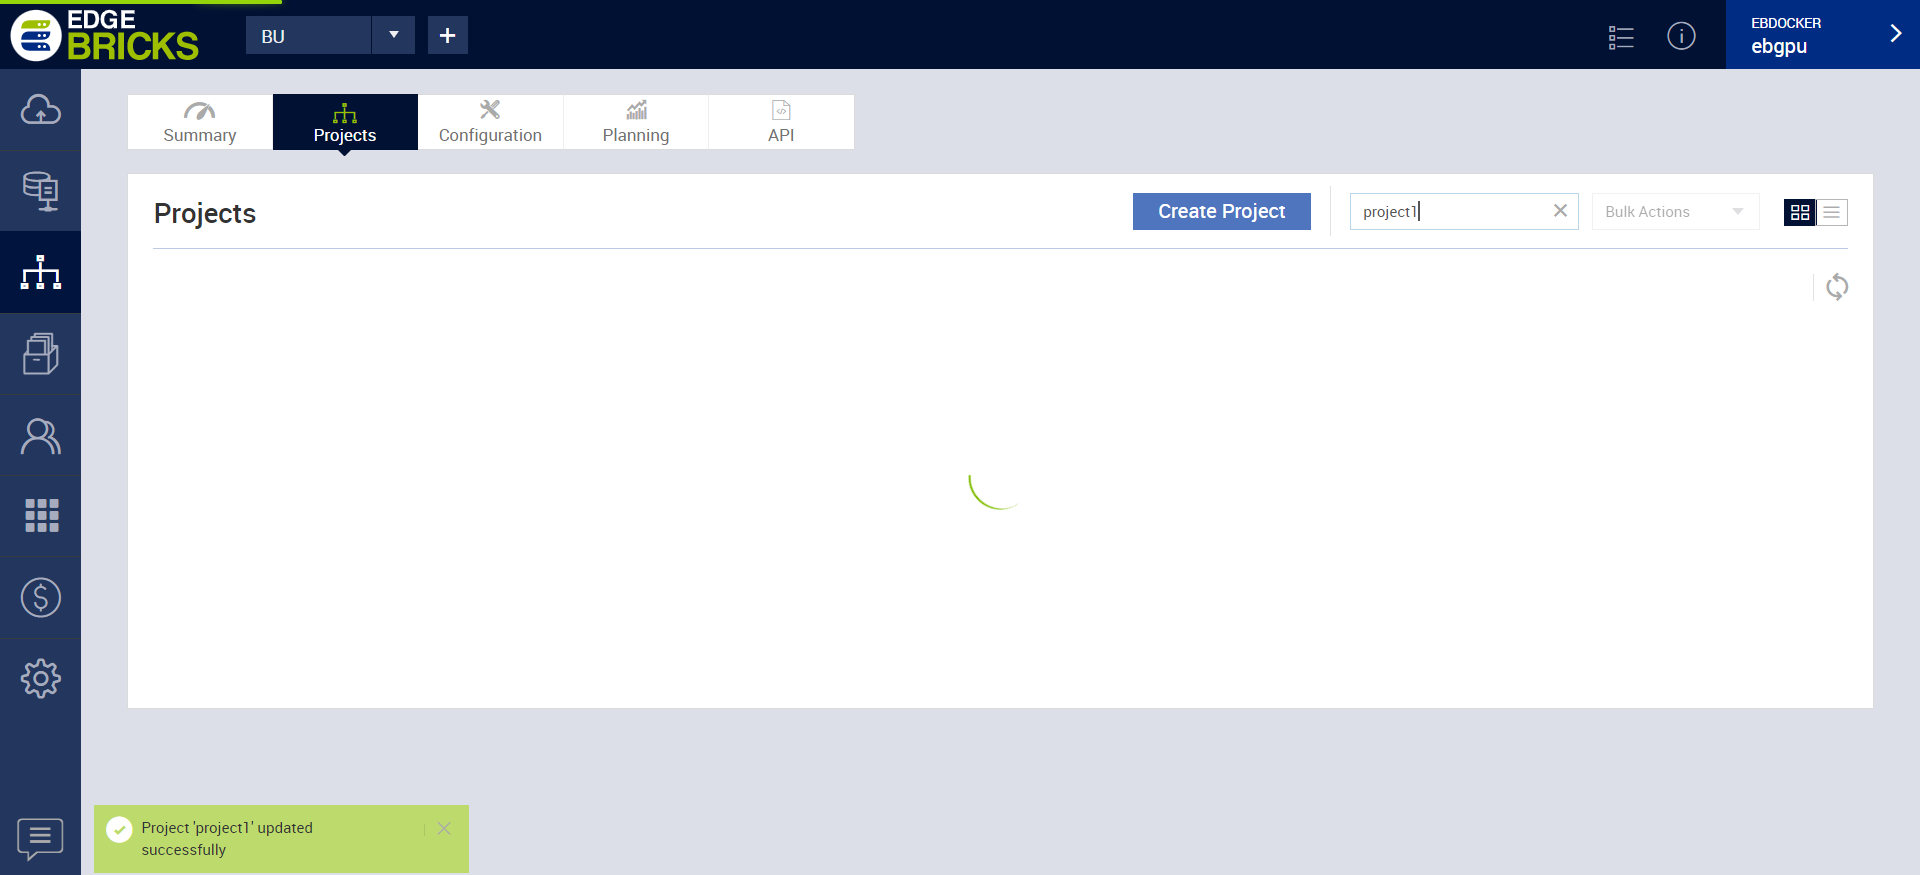 EDGE
BRICKS
BU
EBDOCKER
ebgpu
Summary
Projects
Configuration
Planning
API
Projects
Create Project
project1
Bulk Actions
Project 'project1' updated
successfully